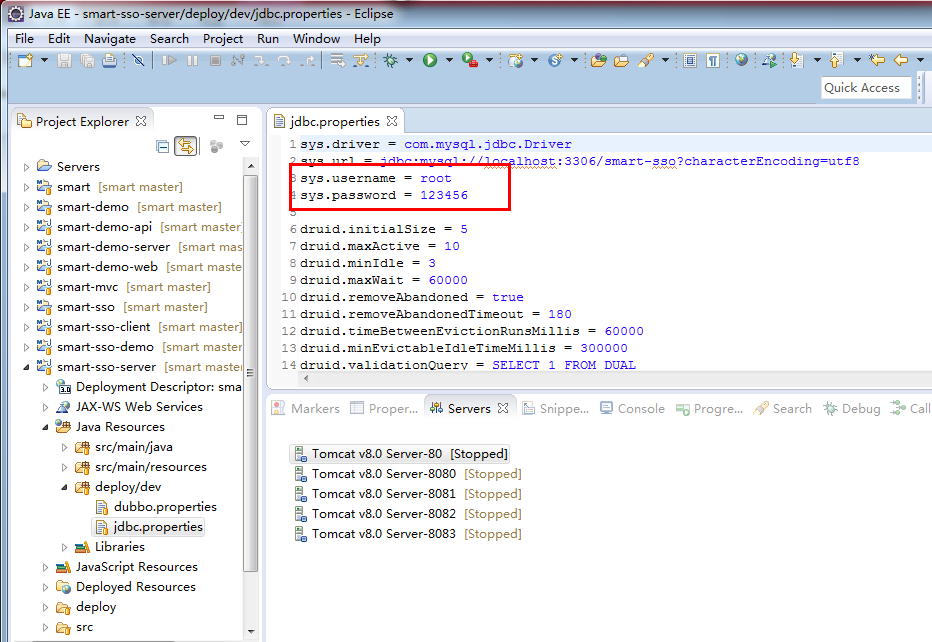 Java EE - smart-sso-server/deploy/dev/jdbc.properties - Eclipse
File Edit Navigate Search Project Run Window Help
Quick Access
Project Explorer
Servers
smart [smart master]
smart-demo [smart master]
smart-demo-api [smart master
smart-demo-server [smart mas
smart-demo-web [smart maste
smart-mvc [smart master]
smart-sso [smart master]
smart-sso-client [smart master]
smart-sso-demo [smart master
smart-sso-server [smart master
Deployment Descriptor: sma
JAX-WS Web Services
Java Resources
src/main/java
src/main/resources
deploy/dev
dubbo.properties
jdbc.properties
Libraries
JavaScript Resources
Deployed Resources
deploy
src
jdbc.properties
1 sys.driver = com.mysql.jdbc.Driver
2 sys.url = jdbc:mysql://localhost:3306/smart-sso?characterEncoding=utf8
3 sys.username = root
4 sys.password = 123456
5
6 druid.initialSize = 5
7 druid.maxActive = 10
8 druid.minIdle = 3
9 druid.maxWait = 60000
10 druid.removeAbandoned = true
11 druid.removeAbandonedTimeout = 180
12 druid.timeBetweenEvictionRunsMillis = 60000
13 druid.minEvictableIdleTimeMillis = 300000
14 druid.validationQuery = SELECT 1 FROM DUAL
Markers Proper... Servers Snippe... Console Progre... Search Debug Call
Tomcat v8.0 Server-80 [Stopped]
Tomcat v8.0 Server-8080 [Stopped]
Tomcat v8.0 Server-8081 [Stopped]
Tomcat v8.0 Server-8082 [Stopped]
Tomcat v8.0 Server-8083 [Stopped]